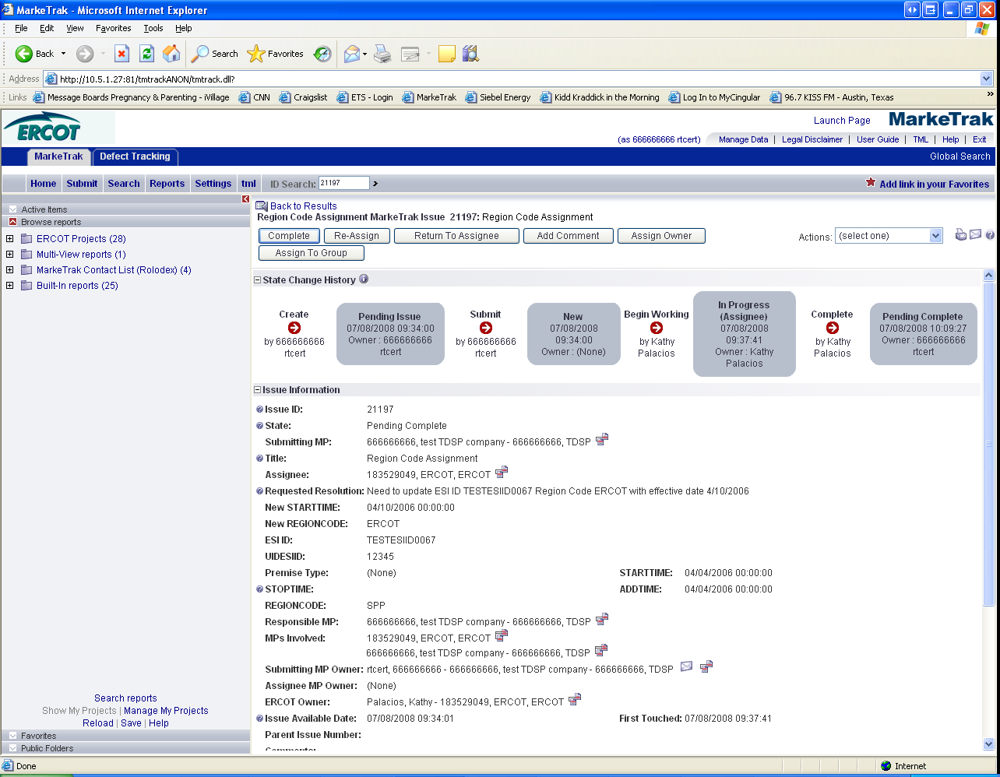 MarkeTrak - Microsoft Internet Explorer
File Edit View Favorites Tools Help
Back Search Favorites
Address http://10.5.1.27:81/tmtrackANON/tmtrack.dll?
Links Message Boards Pregnancy & Parenting - iVillage CNN Craigslist ETS - Login MarkeTrak Siebel Energy Kidd Kraddick in the Morning Log In to MyCingular 96.7 KISS FM - Austin, Texas »
ERCOT Launch Page MarkeTrak
(as 666666666 rtcert) Manage Data | Legal Disclaimer | User Guide | TML | Help | Exit
MarkeTrak Defect Tracking Global Search
Home Submit Search Reports Settings tml ID Search: 21197 Add link in your Favorites
Active Items
Browse reports
ERCOT Projects (28)
Multi-View reports (1)
MarkeTrak Contact List (Rolodex) (4)
Built-In reports (25)
Search reports
Show My Projects | Manage My Projects
Reload | Save | Help
Favorites
Public Folders
Back to Results
Region Code Assignment MarkeTrak Issue 21197: Region Code Assignment
Complete Re-Assign Return To Assignee Add Comment Assign Owner Actions: (select one)
Assign To Group
State Change History
Create
by 666666666
rtcert
Pending Issue
07/08/2008 09:34:00
Owner : 666666666
rtcert
Submit
by 666666666
rtcert
New
07/08/2008
09:34:00
Owner : (None)
Begin Working
by Kathy
Palacios
In Progress
(Assignee)
07/08/2008
09:37:41
Owner : Kathy
Palacios
Complete
by Kathy
Palacios
Pending Complete
07/08/2008 10:09:27
Owner : 666666666
rtcert
Issue Information
Issue ID: 21197
State: Pending Complete
Submitting MP: 666666666, test TDSP company - 666666666, TDSP
Title: Region Code Assignment
Assignee: 183529049, ERCOT, ERCOT
Requested Resolution: Need to update ESI ID TESTESIID0067 Region Code ERCOT with effective date 4/10/2006
New STARTTIME: 04/10/2006 00:00:00
New REGIONCODE: ERCOT
ESI ID: TESTESIID0067
UIDESIID: 12345
Premise Type: (None) STARTTIME: 04/04/2006 00:00:00
STOPTIME: ADDTIME: 04/04/2006 00:00:00
REGIONCODE: SPP
Responsible MP: 666666666, test TDSP company - 666666666, TDSP
MPs Involved: 183529049, ERCOT, ERCOT
666666666, test TDSP company - 666666666, TDSP
Submitting MP Owner: rtcert, 666666666 - 666666666, test TDSP company - 666666666, TDSP
Assignee MP Owner: (None)
ERCOT Owner: Palacios, Kathy - 183529049, ERCOT, ERCOT
Issue Available Date: 07/08/2008 09:34:01 First Touched: 07/08/2008 09:37:41
Parent Issue Number:
Done Internet